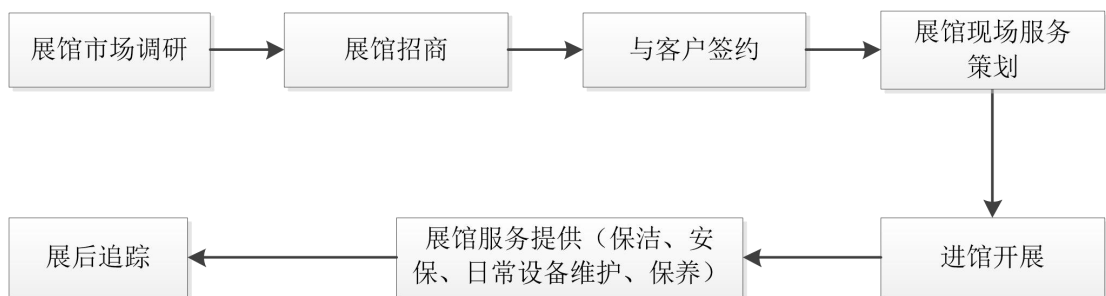 展馆市场调研
展馆招商
与客户签约
展馆现场服务
策划
进馆开展
展馆服务提供（保洁、安
保、日常设备维护、保养）
展后追踪